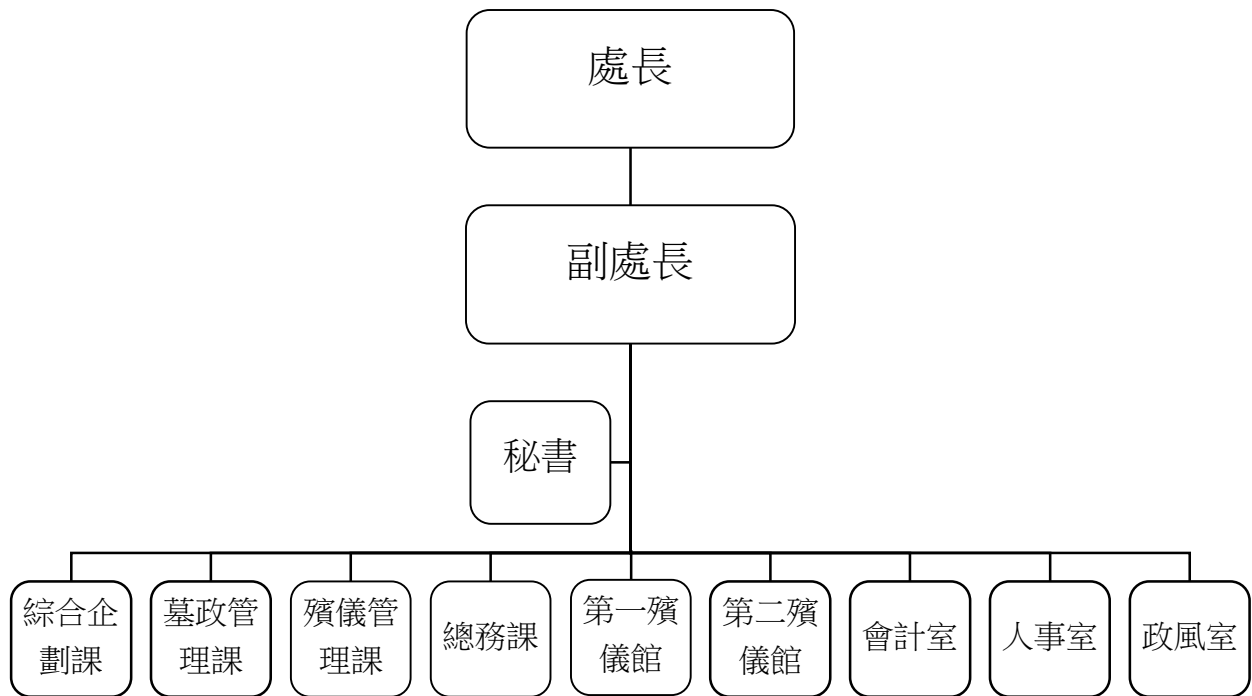 處長
副處長
秘書
綜合企
劃課
墓政管
理課
殯儀管
理課
總務課
第一殯
儀館
第二殯
儀館
會計室
人事室
政風室